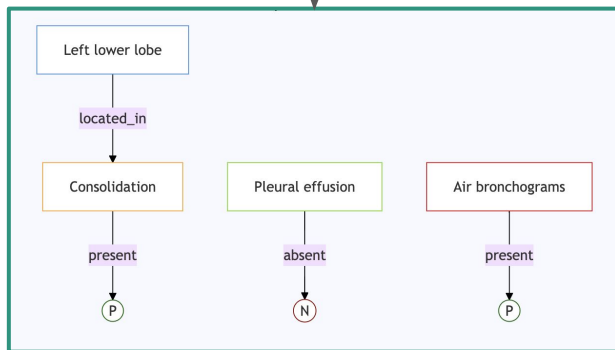 Left lower lobe
located_in
Consolidation
Pleural effusion
Air bronchograms
present
absent
present
P
N
P